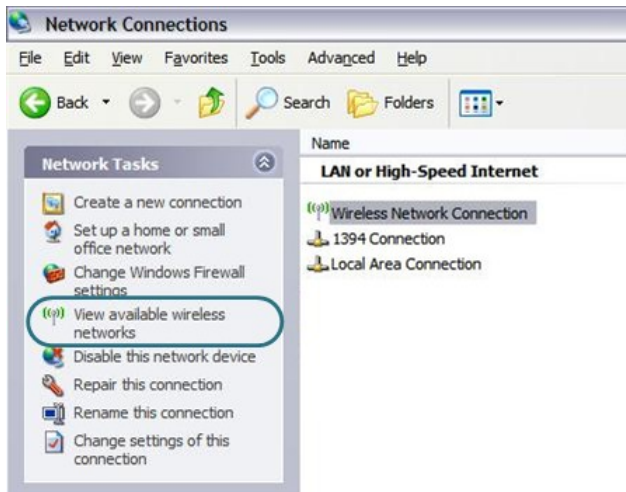 Network Connections
File Edit View Favorites Tools Advanced Help
Back Search Folders
Name
Network Tasks
LAN or High-Speed Internet
Create a new connection
Wireless Network Connection
Set up a home or small
office network
1394 Connection
Local Area Connection
Change Windows Firewall
settings
View available wireless
networks
Disable this network device
Repair this connection
Rename this connection
Change settings of this
connection